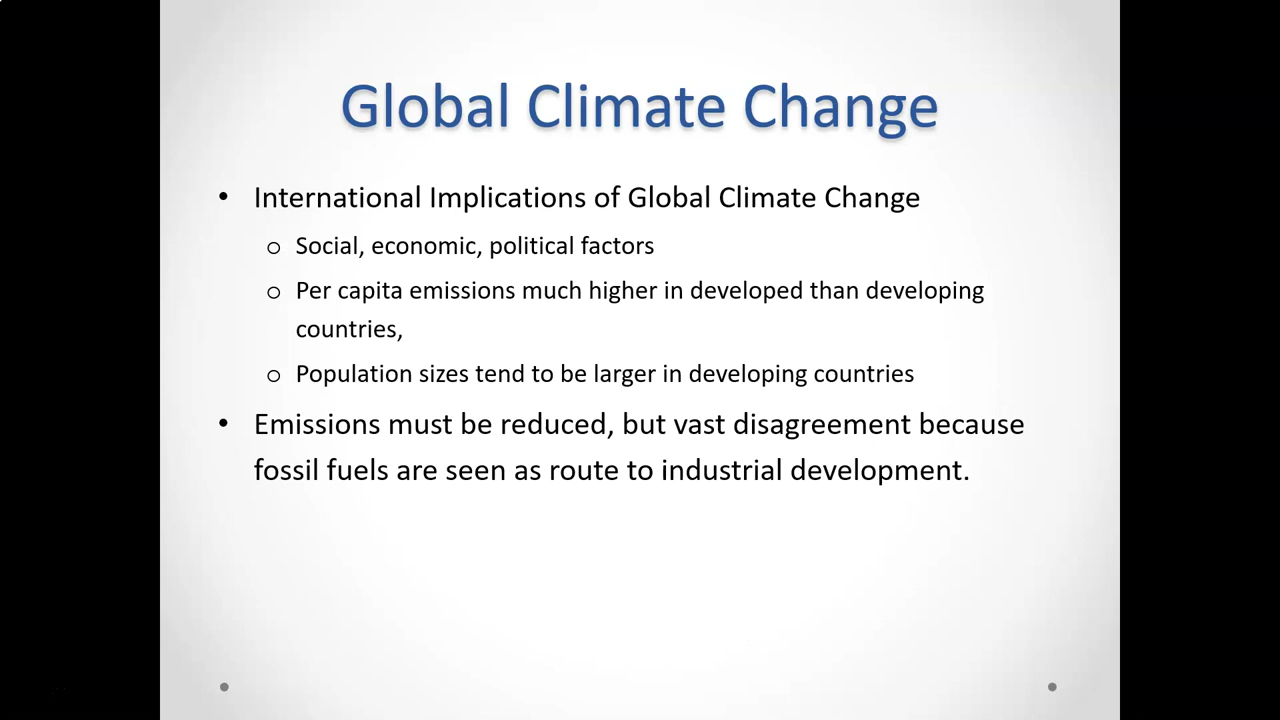 Global Climate Change
• International Implications of Global Climate Change
o Social, economic, political factors
o Per capita emissions much higher in developed than developing
countries,
o Population sizes tend to be larger in developing countries
• Emissions must be reduced, but vast disagreement because
fossil fuels are seen as route to industrial development.